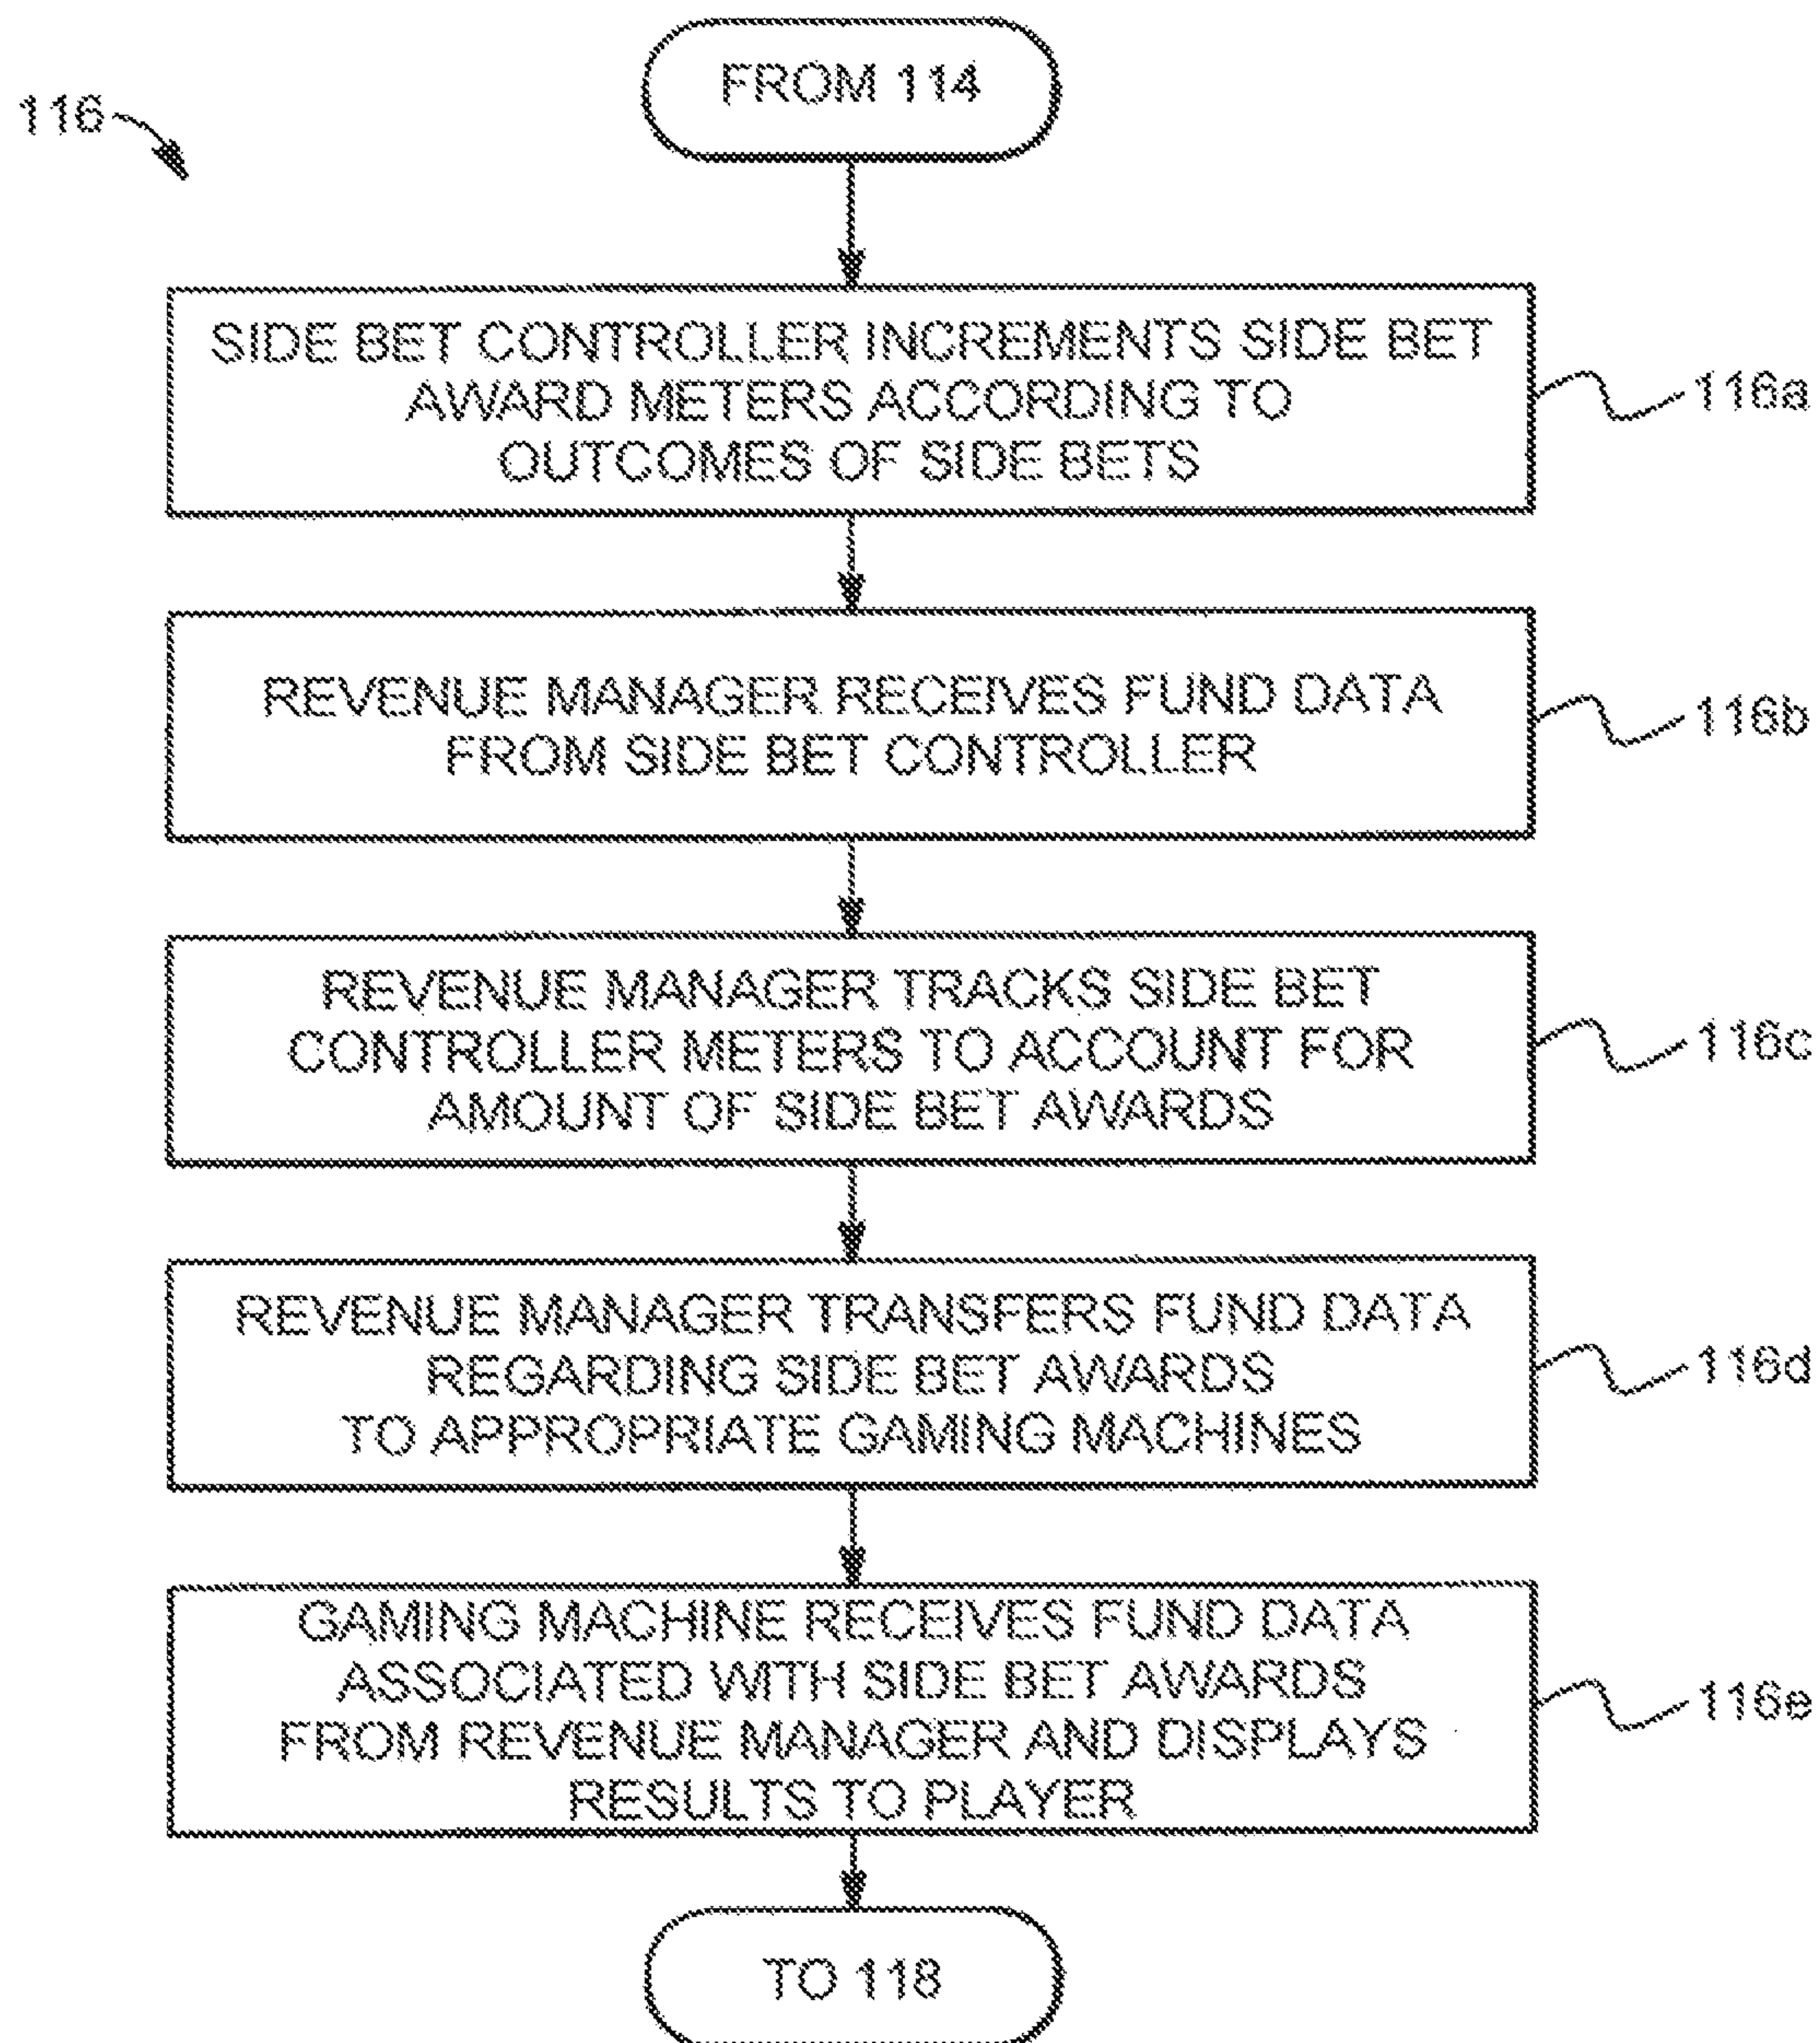 FROM 114
116
SIDE BET CONTROLLER INCREMENTS SIDE BET
AWARD METERS ACCORDING TO
OUTCOMES OF SIDE BETS
116a
REVENUE MANAGER RECEIVES FUND DATA
FROM SIDE BET CONTROLLER
116b
REVENUE MANAGER TRACKS SIDE BET
CONTROLLER METERS TO ACCOUNT FOR
AMOUNT OF SIDE BET AWARDS
116c
REVENUE MANAGER TRANSFERS FUND DATA
REGARDING SIDE BET AWARDS
TO APPROPRIATE GAMING MACHINES
116d
GAMING MACHINE RECEIVES FUND DATA
ASSOCIATED WITH SIDE BET AWARDS
FROM REVENUE MANAGER AND DISPLAYS
RESULTS TO PLAYER
116e
TO 118